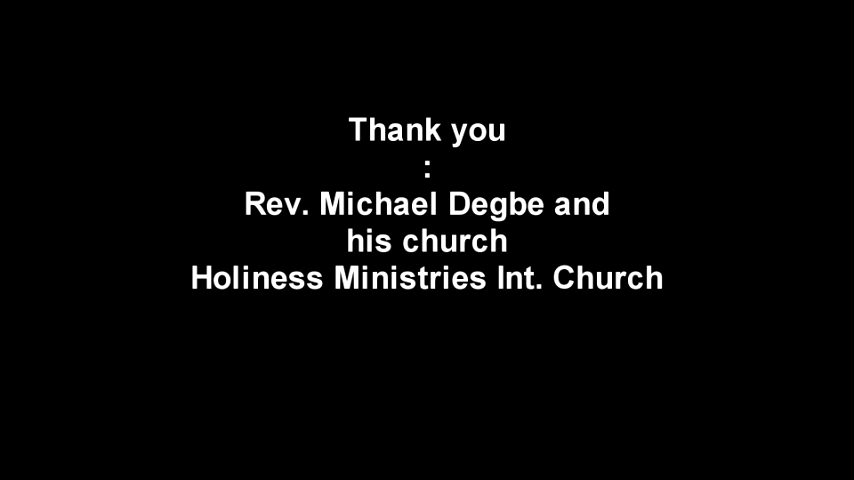 Thank you
:
Rev. Michael Degbe and
his church
Holiness Ministries Int. Church